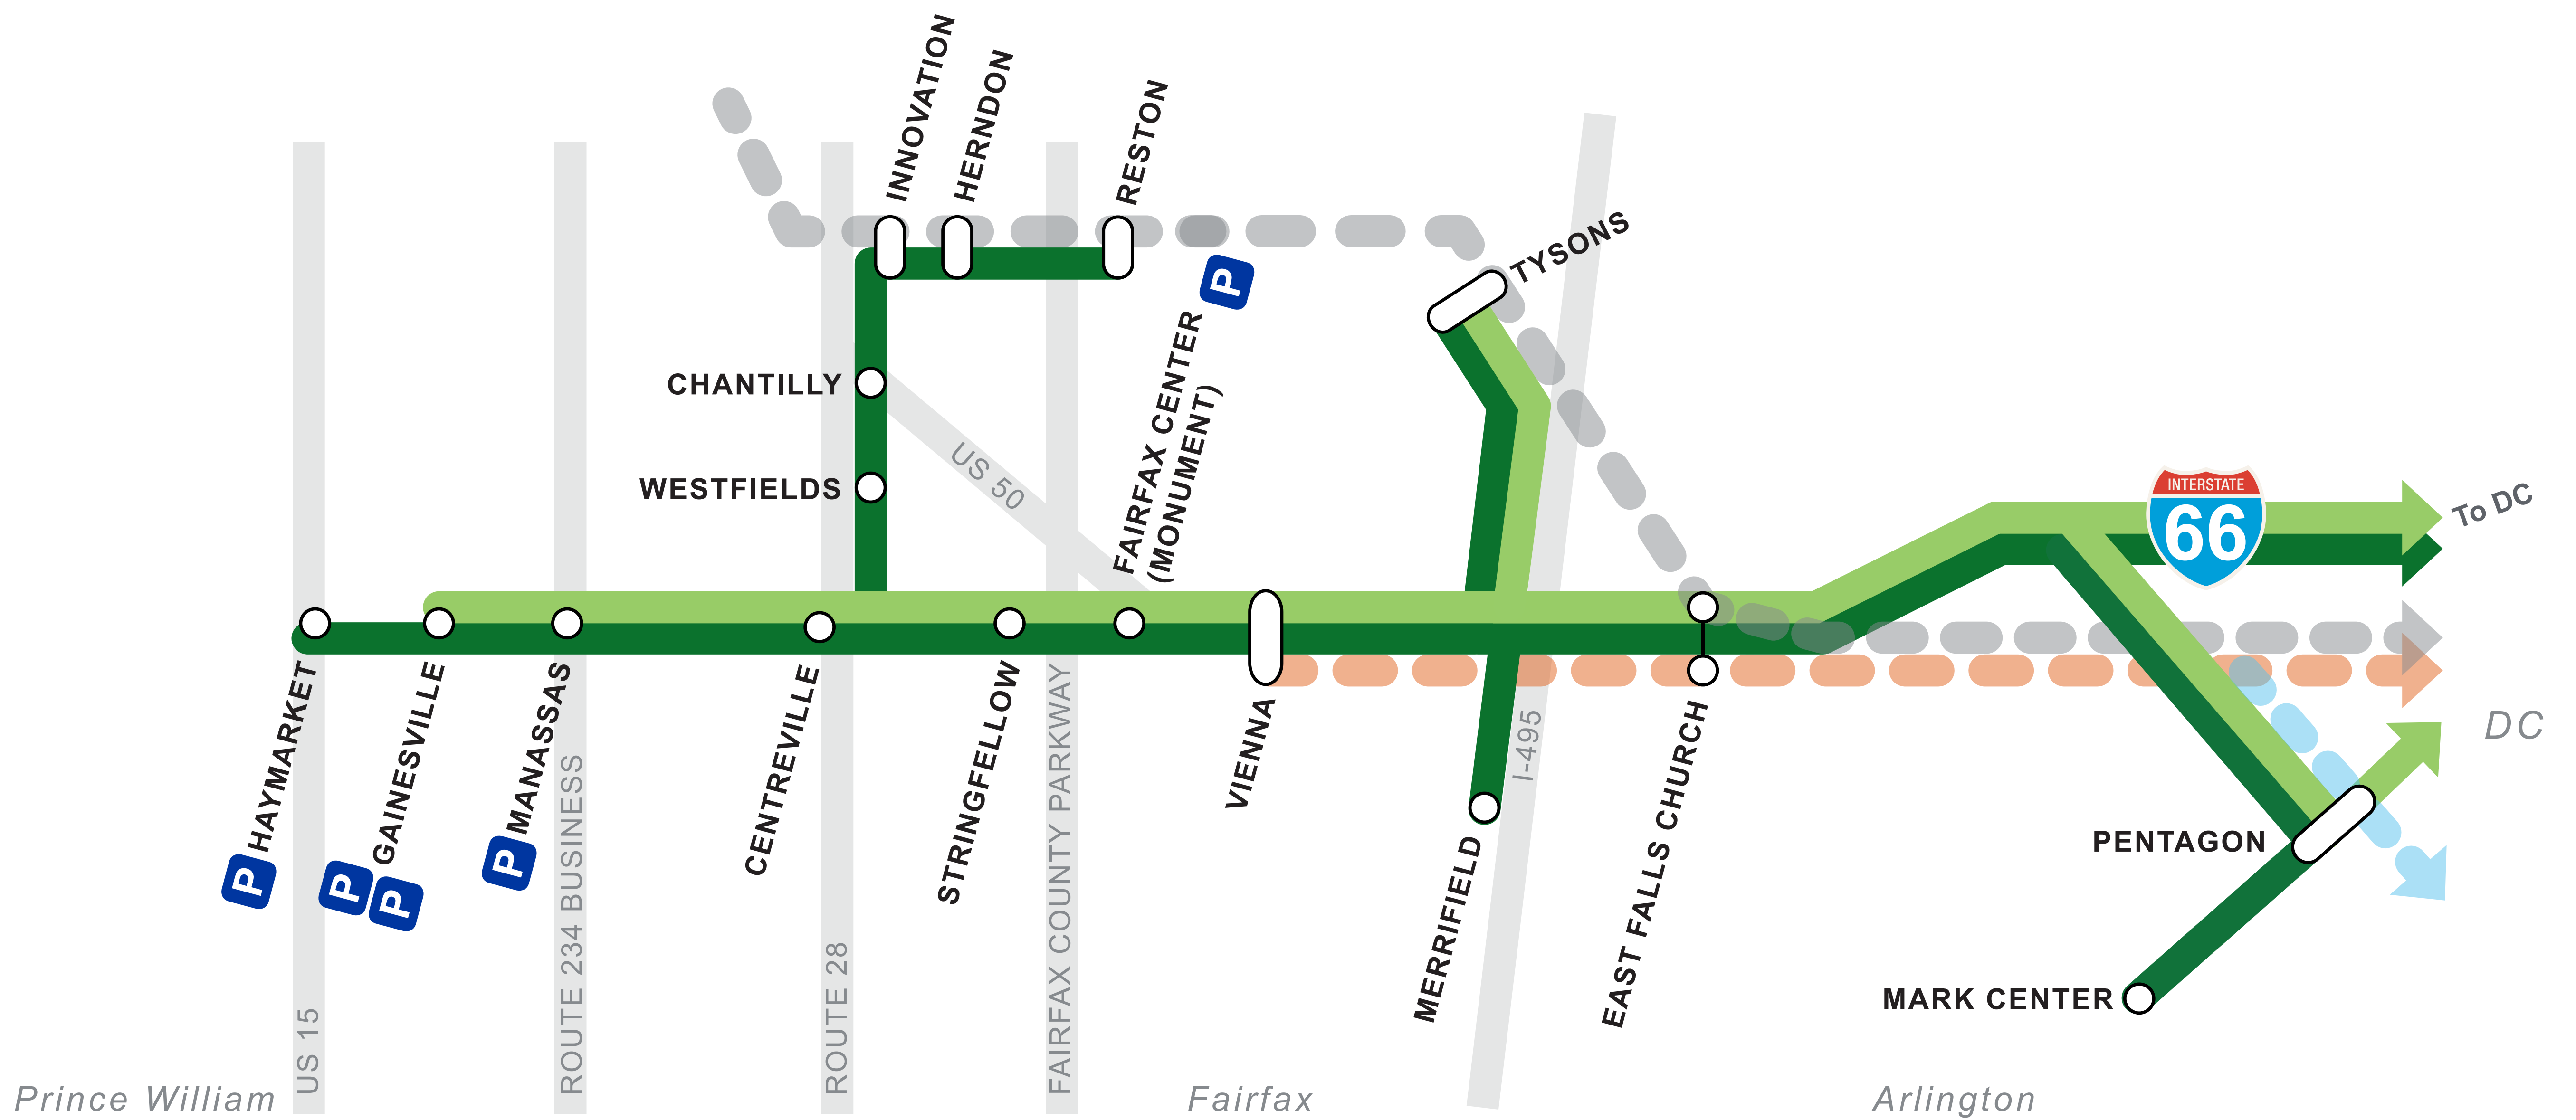 INNOVATION
HERNDON
RESTON
TYSONS
P
CHANTILLY
US 50
FAIRFAX CENTER
(MONUMENT)
WESTFIELDS
INTERSTATE
66
To DC
HAYMARKET
P
GAINESVILLE
P
P
MANASSAS
P
CENTREVILLE
STRINGFELLOW
VIENNA
MERRIFIELD
EAST FALLS CHURCH
PENTAGON
MARK CENTER
DC
US 15
ROUTE 234 BUSINESS
ROUTE 28
FAIRFAX COUNTY PARKWAY
I-495
Prince William
Fairfax
Arlington